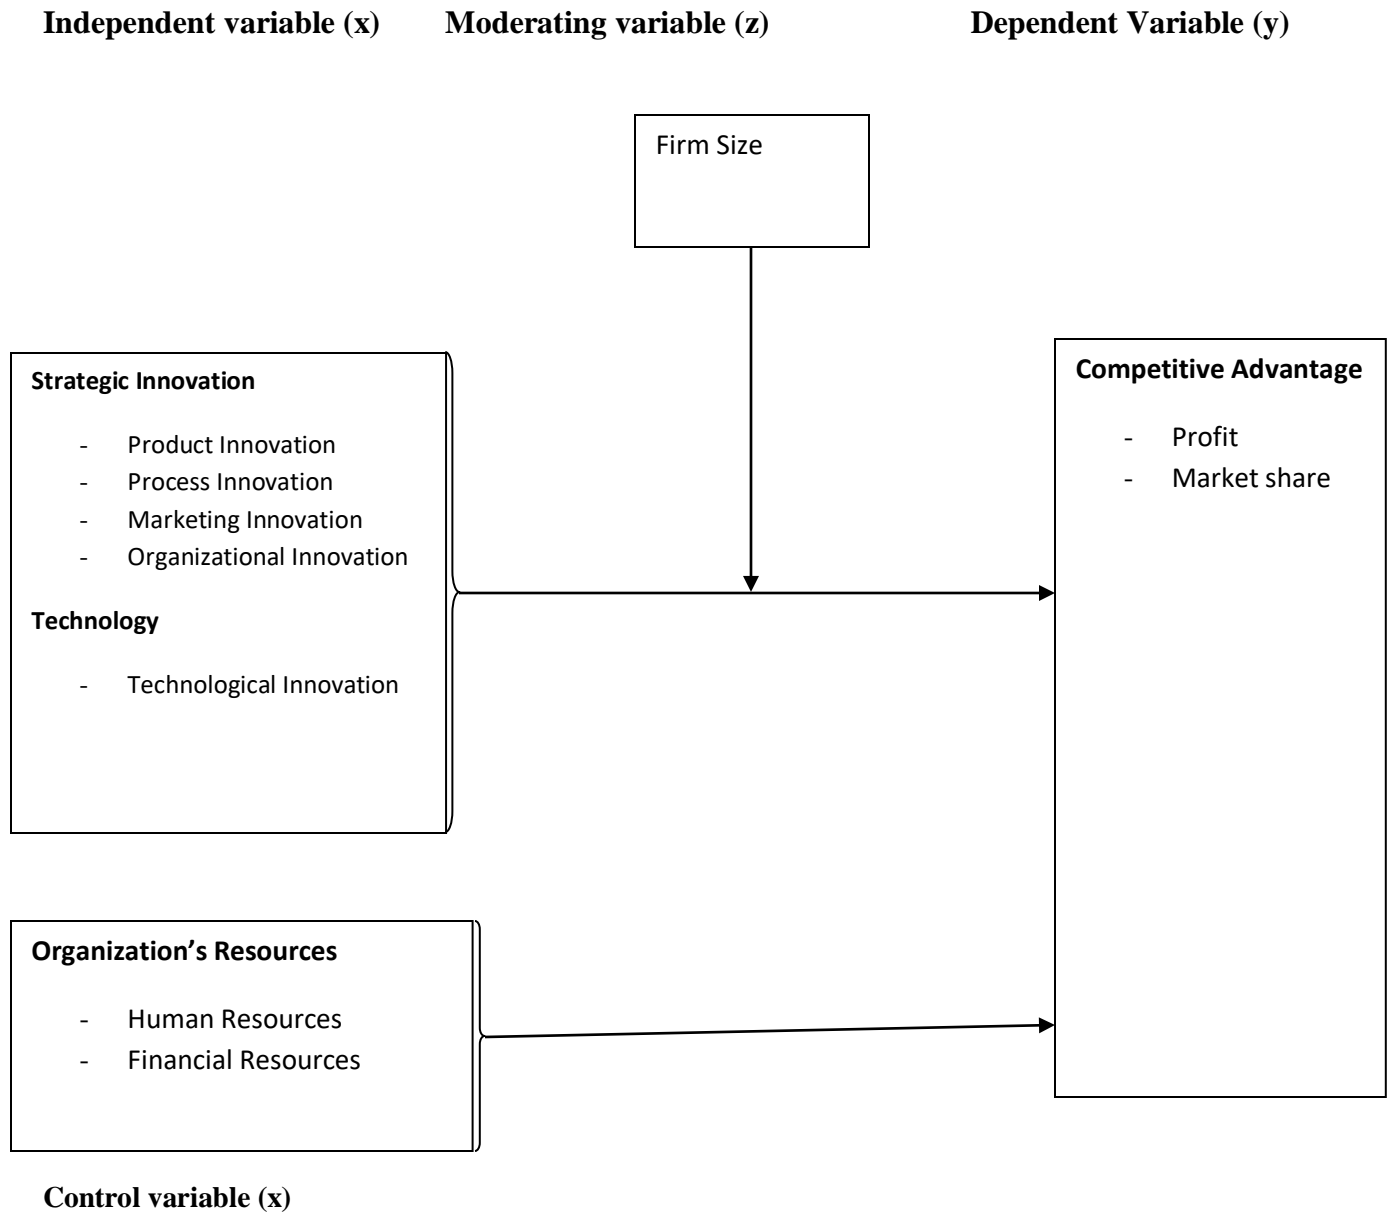 Independent variable (x) Moderating variable (z) Dependent Variable (y)
Firm Size
Strategic Innovation
- Product Innovation
- Process Innovation
- Marketing Innovation
- Organizational Innovation
Technology
- Technological Innovation
Competitive Advantage
- Profit
- Market share
Organization’s Resources
- Human Resources
- Financial Resources
Control variable (x)